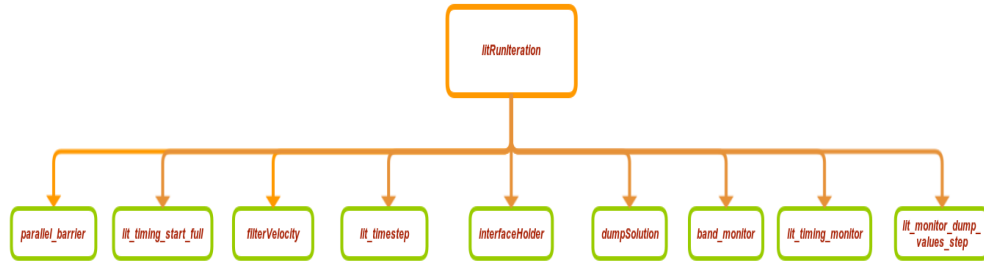 litRunIteration
parallel_barrier
lit_timing_start_full
filterVelocity
lit_timestep
interfaceHolder
dumpSolution
band_monitor
lit_timing_monitor
lit_monitor_dump_
values_step